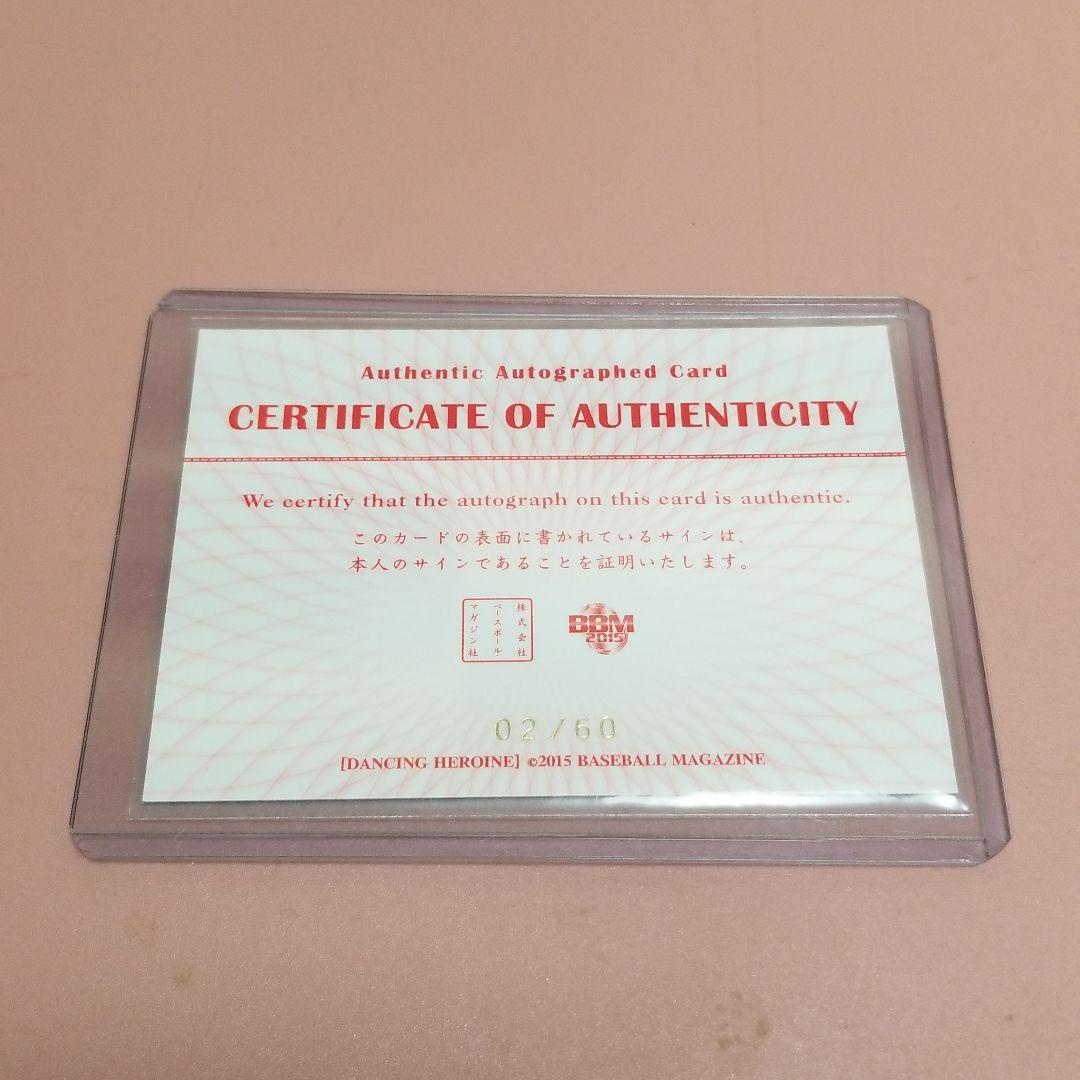 Authentic Autographed Card
CERTIFICATE OF AUTHENTICITY
We certify that the autograph on this card is authentic.
このカードの表面に書かれているサインは、
本人のサインであることを証明いたします。
株式会社
ベースボール
マガジン社
BBM
2015
02/60
[DANCING HEROINE] ©2015 BASEBALL MAGAZINE